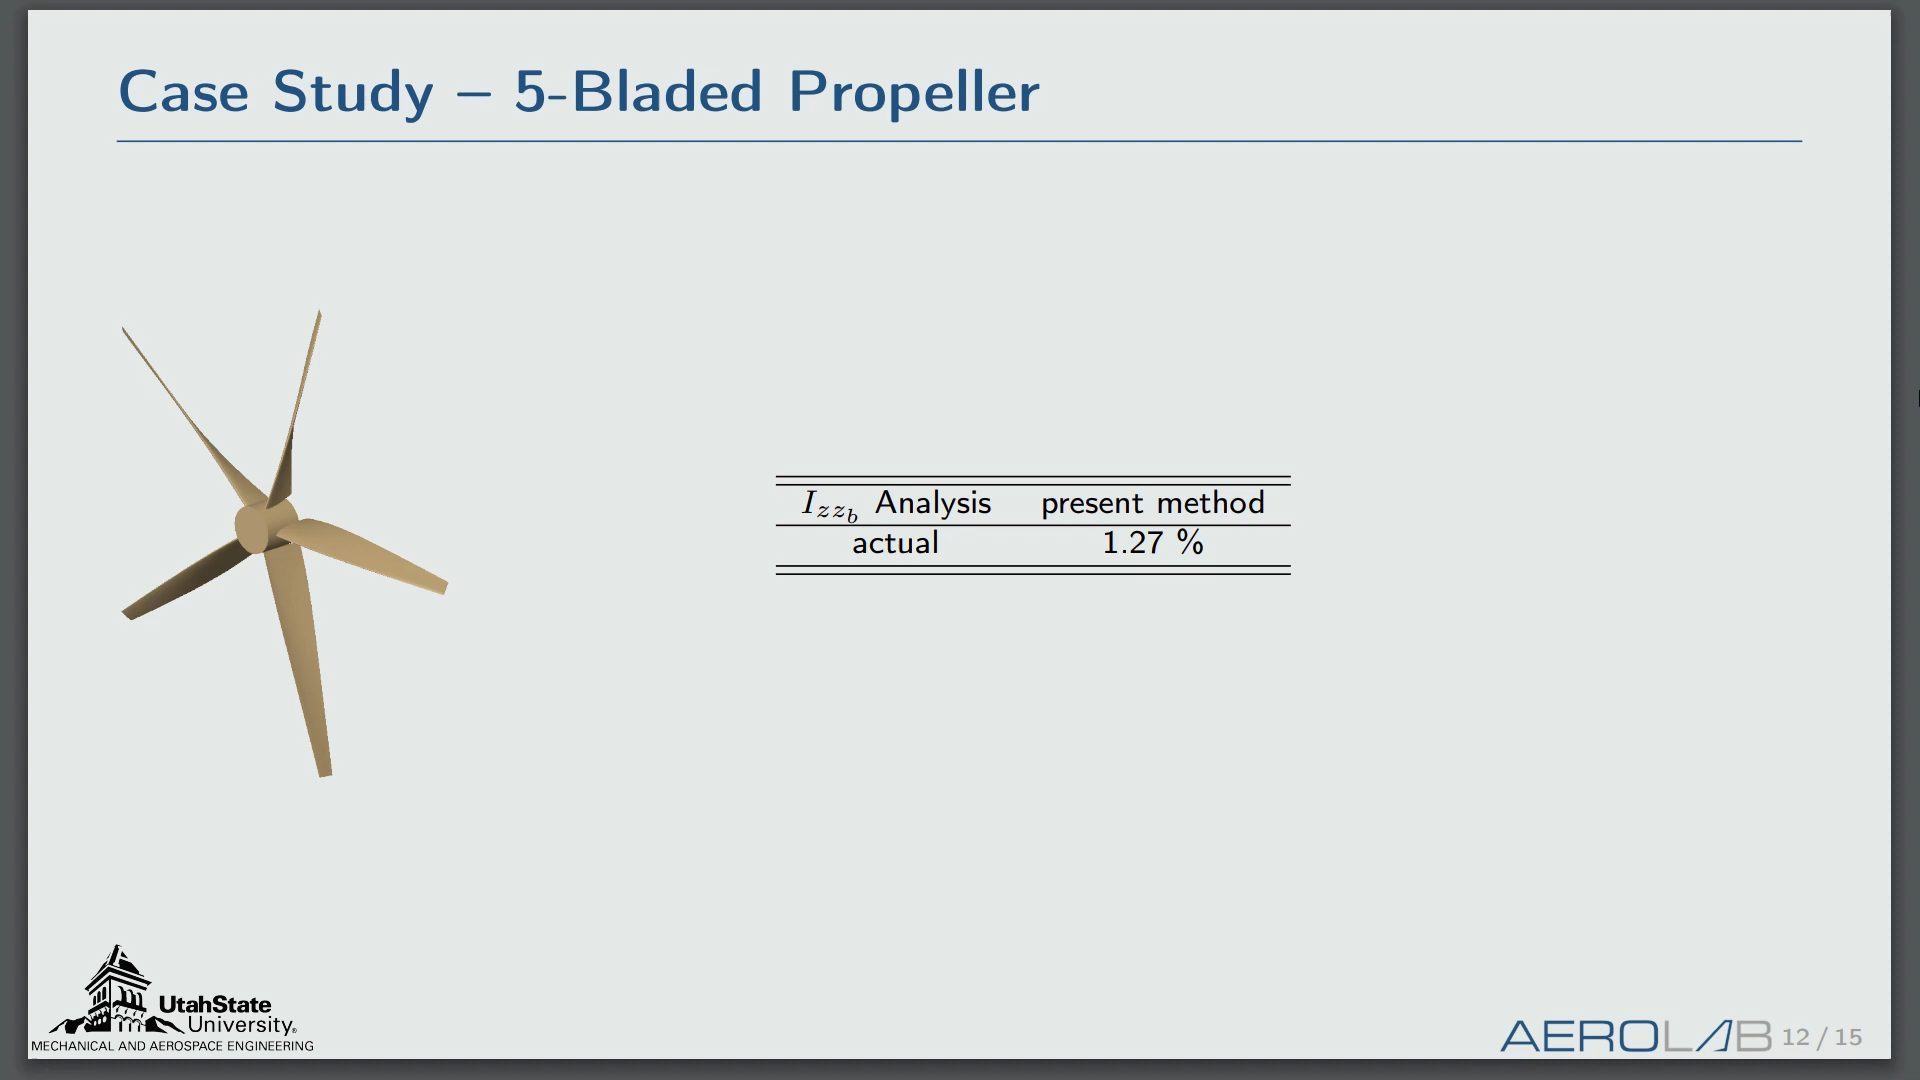 Case Study – 5-Bladed Propeller
I_{zz_b} Analysis present method
actual 1.27 %
UtahState
University®
MECHANICAL AND AEROSPACE ENGINEERING
AEROLAB 12 / 15